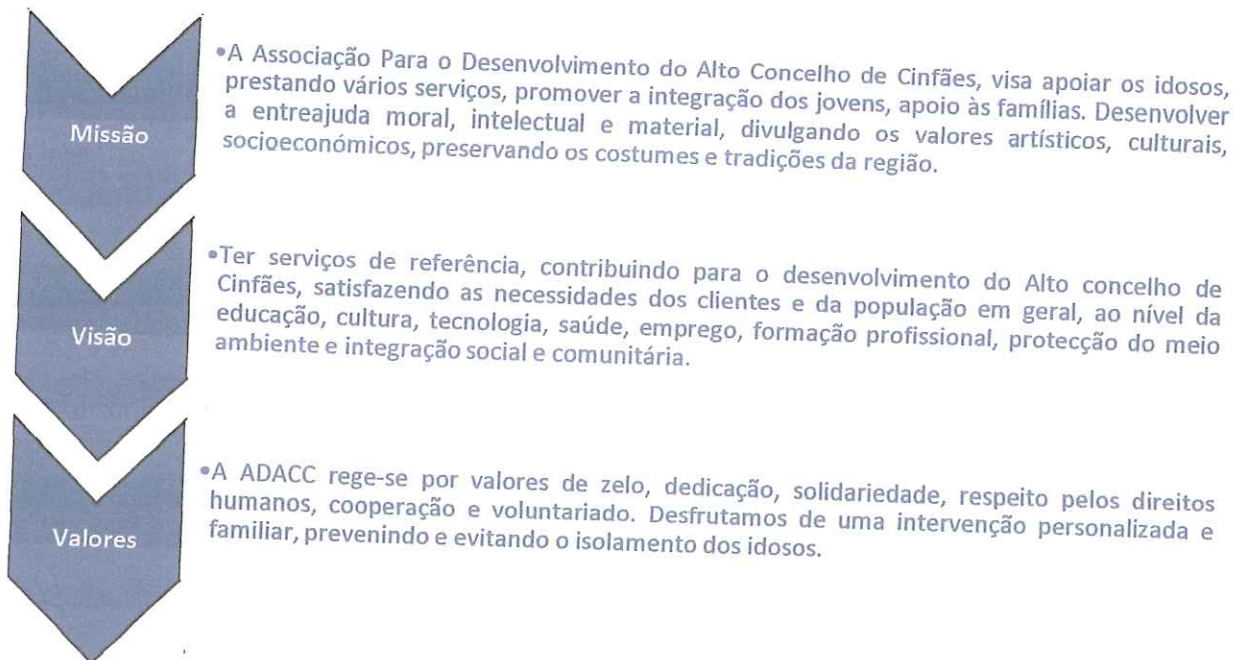 Missão
•A Associação Para o Desenvolvimento do Alto Concelho de Cinfães, visa apoiar os idosos,
prestando vários serviços, promover a integração dos jovens, apoio às famílias. Desenvolver
a entreajuda moral, intelectual e material, divulgando os valores artísticos, culturais,
socioeconómicos, preservando os costumes e tradições da região.
Visão
•Ter serviços de referência, contribuindo para o desenvolvimento do Alto concelho de
Cinfães, satisfazendo as necessidades dos clientes e da população em geral, ao nível da
educação, cultura, tecnologia, saúde, emprego, formação profissional, protecção do meio
ambiente e integração social e comunitária.
Valores
•A ADACC rege-se por valores de zelo, dedicação, solidariedade, respeito pelos direitos
humanos, cooperação e voluntariado. Desfrutamos de uma intervenção personalizada e
familiar, prevenindo e evitando o isolamento dos idosos.